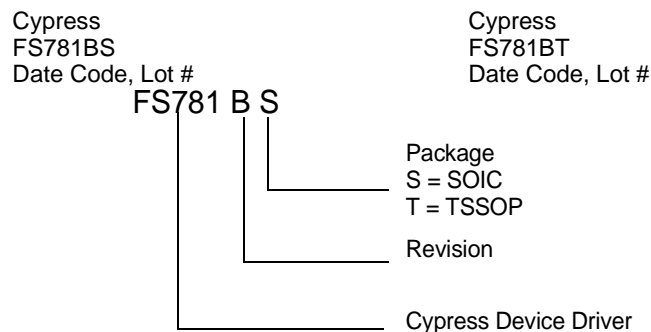 Cypress
FS781BS
Date Code, Lot #
Cypress
FS781BT
Date Code, Lot #
FS781 B S
Package
S = SOIC
T = TSSOP
Revision
Cypress Device Driver